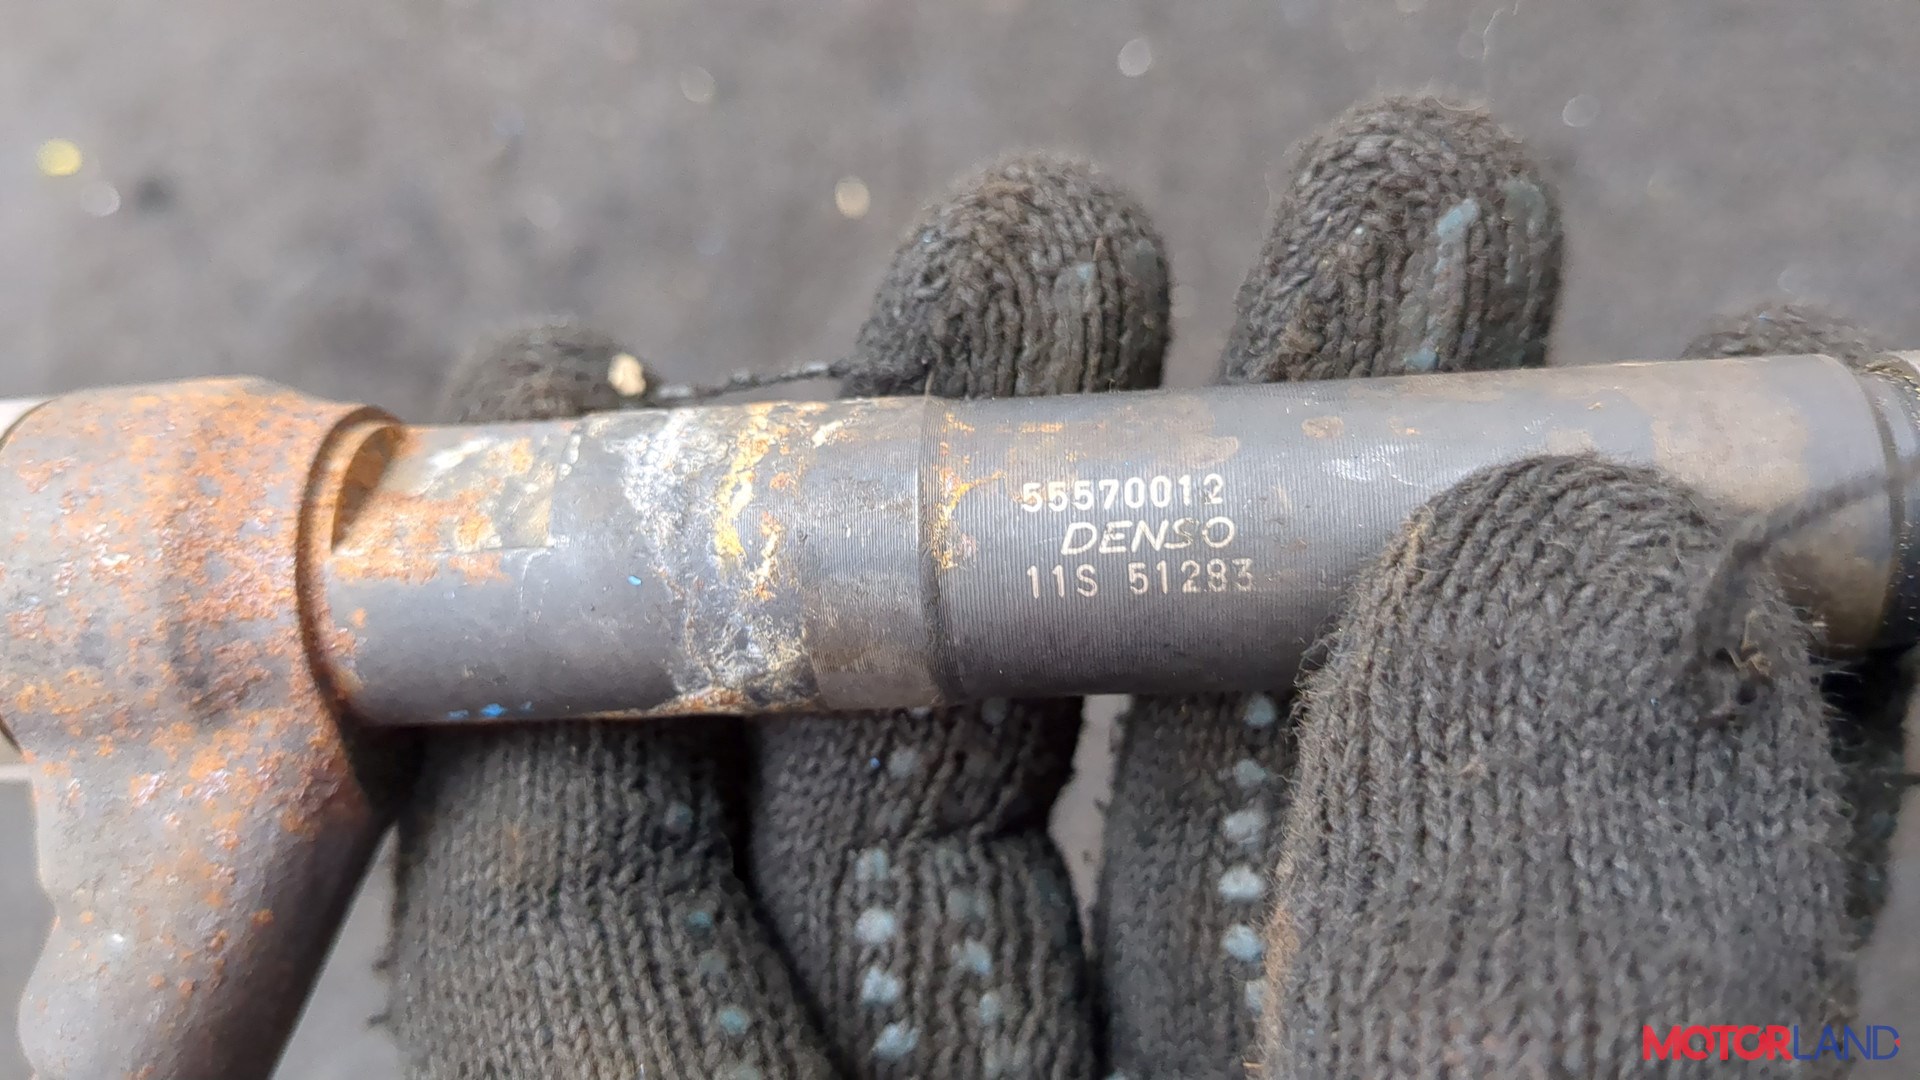 55570012
DENSO
11S 51283
MOTORLAND